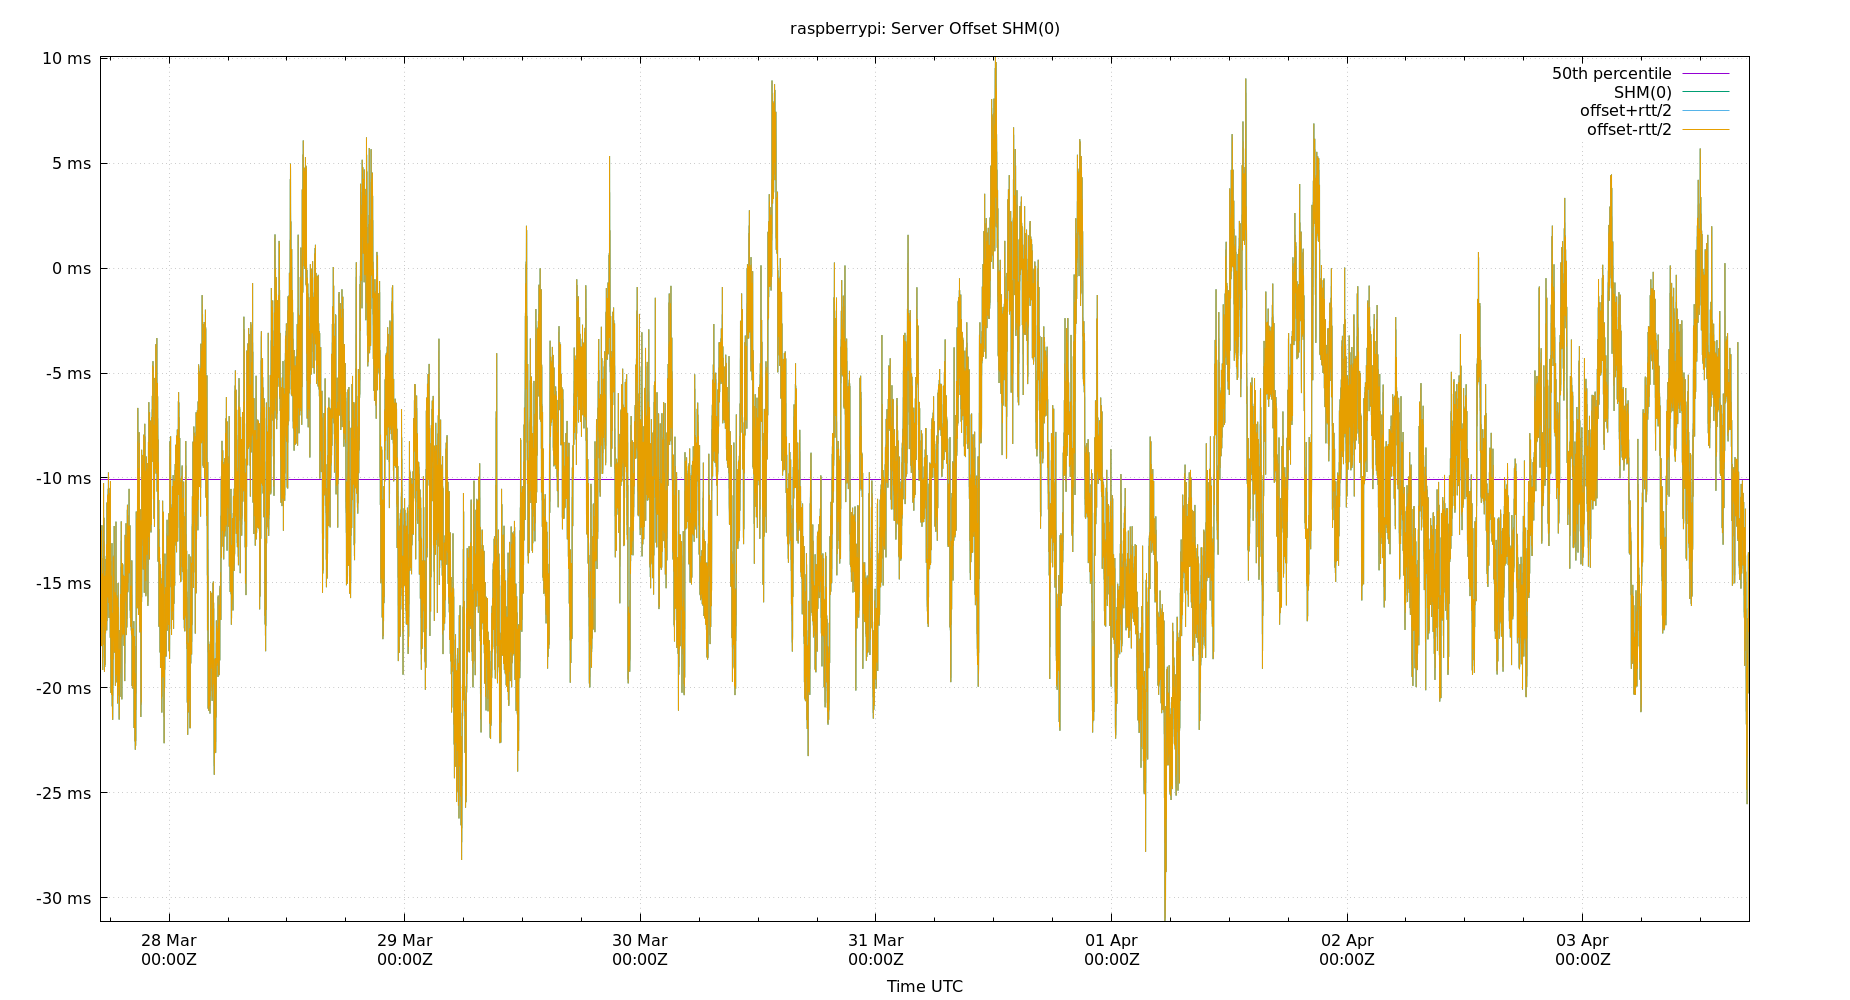 raspberrypi: Server Offset SHM(0)
10 ms
5 ms
0 ms
-5 ms
-10 ms
-15 ms
-20 ms
-25 ms
-30 ms
50th percentile
SHM(0)
offset+rtt/2
offset-rtt/2
28 Mar 29 Mar 30 Mar 31 Mar 01 Apr 02 Apr 03 Apr
00:00Z 00:00Z 00:00Z 00:00Z 00:00Z 00:00Z 00:00Z
Time UTC